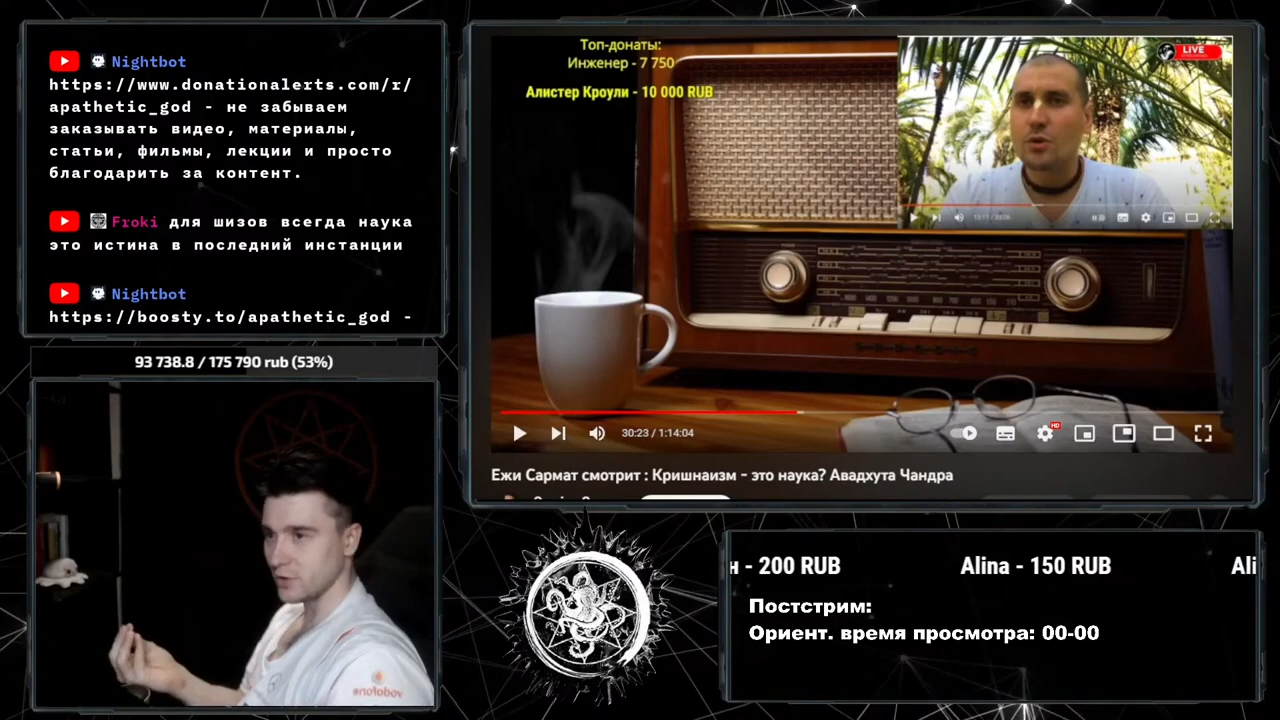 Nightbot
https://www.donationalerts.com/r/
apathetic_god - не забываем
заказывать видео, материалы,
статьи, фильмы, лекции и просто
благодарить за контент.
Froki для шизов всегда наука
это истина в последний инстанции
Nightbot
https://boosty.to/apathetic_god -
93 738.8 / 175 790 rub (53%)
Топ-донаты:
Инженер - 7 750
Алистер Кроули - 10 000 RUB
LIVE
30:23 / 1:14:04
HD
Ежи Сармат смотрит : Кришнаизм - это наука? Авадхута Чандра
н - 200 RUB Alina - 150 RUB Ali
Постстрим:
Ориент. время просмотра: 00-00